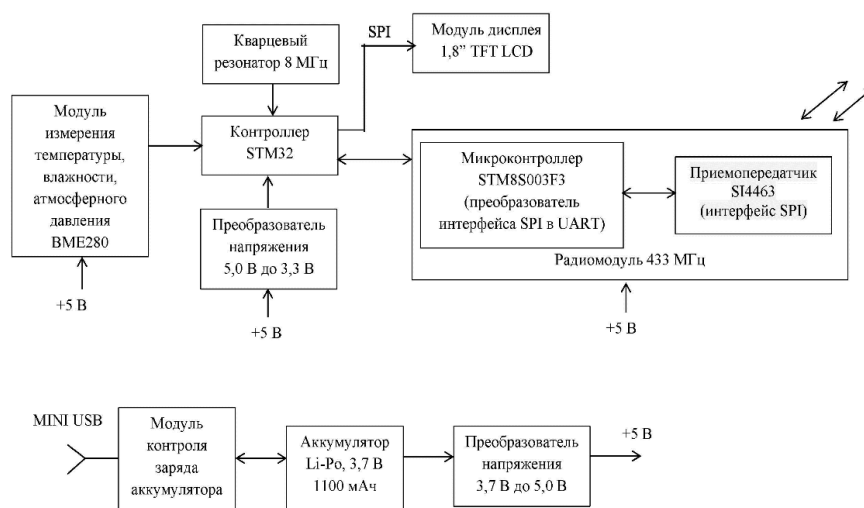 Кварцевый
резонатор 8 МГц
SPI
Модуль дисплея
1,8” TFT LCD
Модуль
измерения
температуры,
влажности,
атмосферного
давления
BME280
+5 В
Контроллер
STM32
Преобразователь
напряжения
5,0 В до 3,3 В
+5 В
Микроконтроллер
STM8S003F3
(преобразователь
интерфейса SPI в UART)
Приемопередатчик
SI4463
(интерфейс SPI)
Радиомодуль 433 МГц
+5 В
MINI USB
Модуль
контроля
заряда
аккумулятора
Аккумулятор
Li-Po, 3,7 В
1100 мАч
Преобразователь
напряжения
3,7 В до 5,0 В
+5 В